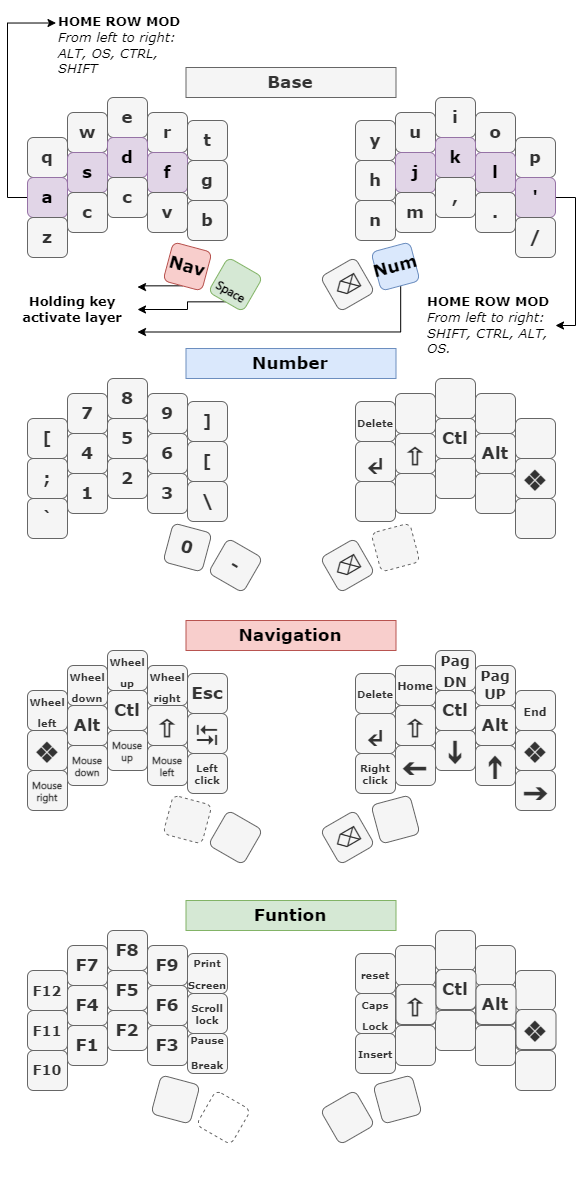 HOME ROW MOD
From left to right:
ALT, OS, CTRL,
SHIFT
Base
q w e r t
y u i o p
a s d f g
h j k l '
z c c v b
n m , . /
Nav Space
Num
Holding key
activate layer
HOME ROW MOD
From left to right:
SHIFT, CTRL, ALT,
OS.
Number
[ 7 8 9 ]
Delete
; 4 5 6 [
Ctl Alt
` 1 2 3 \
0 -
Navigation
Wheel left
Wheel down
Wheel up
Wheel right
Esc
Delete
Home
Pag DN
Pag UP
End
Alt Ctl
Ctl Alt
Mouse right
Mouse down
Mouse up
Mouse left
Left click
Right click
Funtion
F12 F7 F8 F9 Print Screen
reset
F11 F4 F5 F6 Scroll lock
Caps Lock
Ctl Alt
F10 F1 F2 F3 Pause Break
Insert